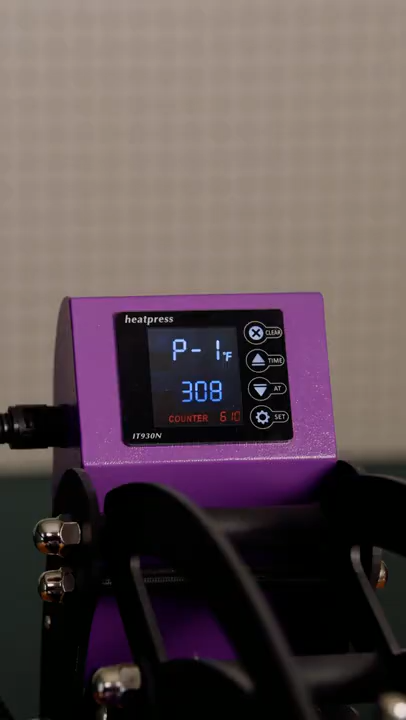 heatpress
P-1°F
308
COUNTER 610
CLEAR
TIME
AT
SET
IT930N